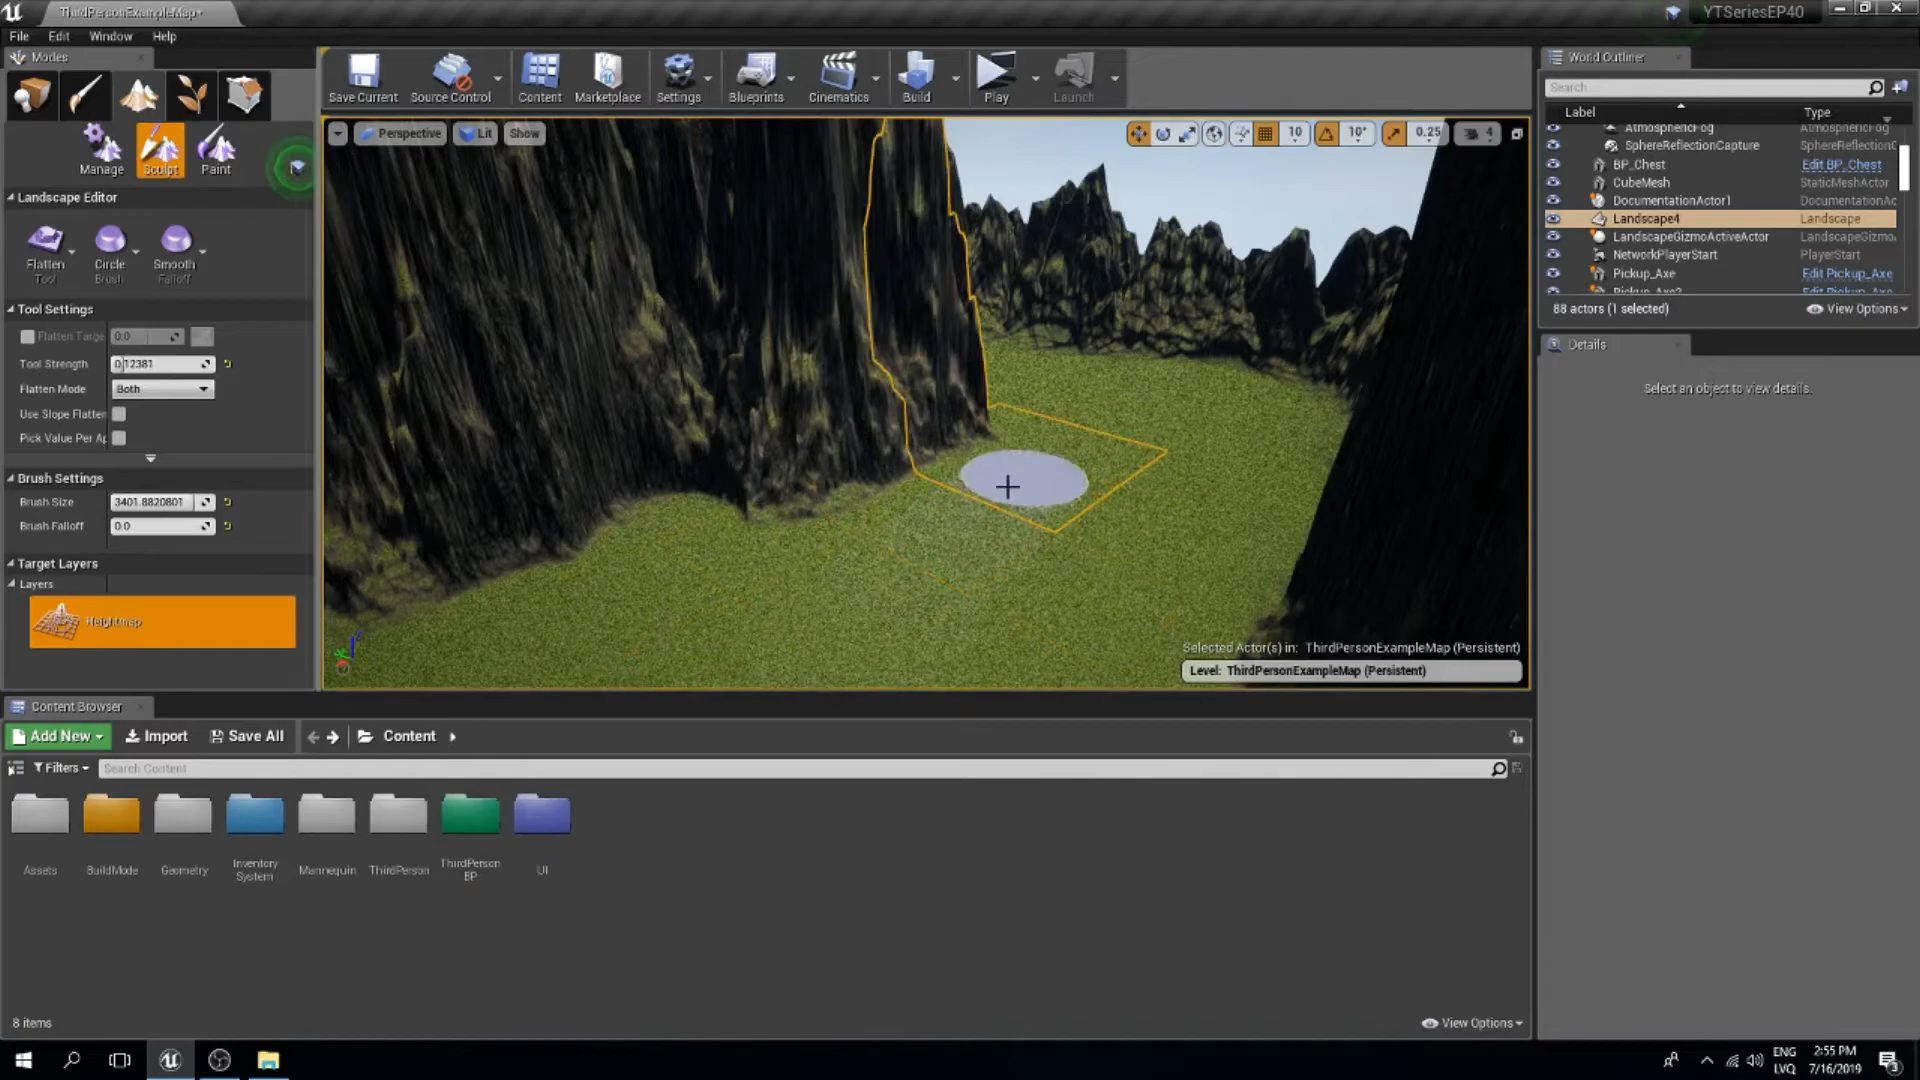 ThirdPersonExampleMap*
YTSeriesEP40
File Edit Window Help
Modes
Save Current
Source Control
Content
Marketplace
Settings
Blueprints
Cinematics
Build
Play
Launch
World Outliner
Search
Label
Type
AtmosphericFog AtmosphericFog
SphereReflectionCapture SphereReflectionC
BP_Chest Edit BP_Chest
CubeMesh StaticMeshActor
DocumentationActor1 DocumentationAc
Landscape4 Landscape
LandscapeGizmoActiveActor LandscapeGizmo
NetworkPlayerStart PlayerStart
Pickup_Axe Edit Pickup_Axe
Pickup_Axe2 Edit Pickup_Axe
88 actors (1 selected) View Options
Details
Select an object to view details.
Manage
Sculpt
Paint
Landscape Editor
Flatten
Tool
Circle
Brush
Smooth
Falloff
Tool Settings
Flatten Targe 0.0
Tool Strength 0.12381
Flatten Mode Both
Use Slope Flatten
Pick Value Per Ap
Brush Settings
Brush Size 3401.8820801
Brush Falloff 0.0
Target Layers
Layers
Heightmap
Perspective Lit Show
10 10° 0.25 4
Selected Actor(s) in: ThirdPersonExampleMap (Persistent)
Level: ThirdPersonExampleMap (Persistent)
Content Browser
Add New Import Save All Content
Filters Search Content
Assets
BuildMode
Geometry
Inventory
System
Mannequin
ThirdPerson
ThirdPerson
BP
UI
8 items View Options
ENG
LVQ
2:55 PM
7/16/2019
3